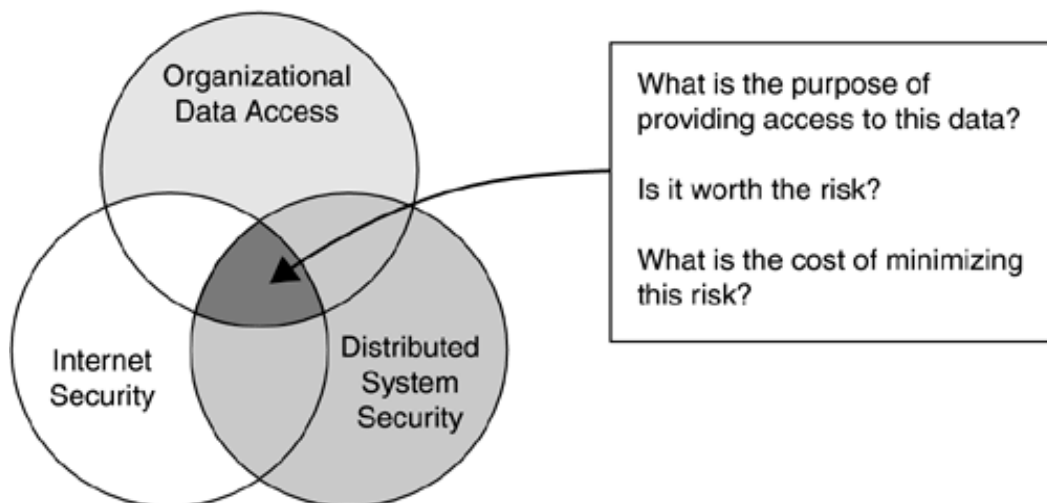 Organizational
Data Access
Internet
Security
Distributed
System
Security
What is the purpose of
providing access to this data?
Is it worth the risk?
What is the cost of minimizing
this risk?